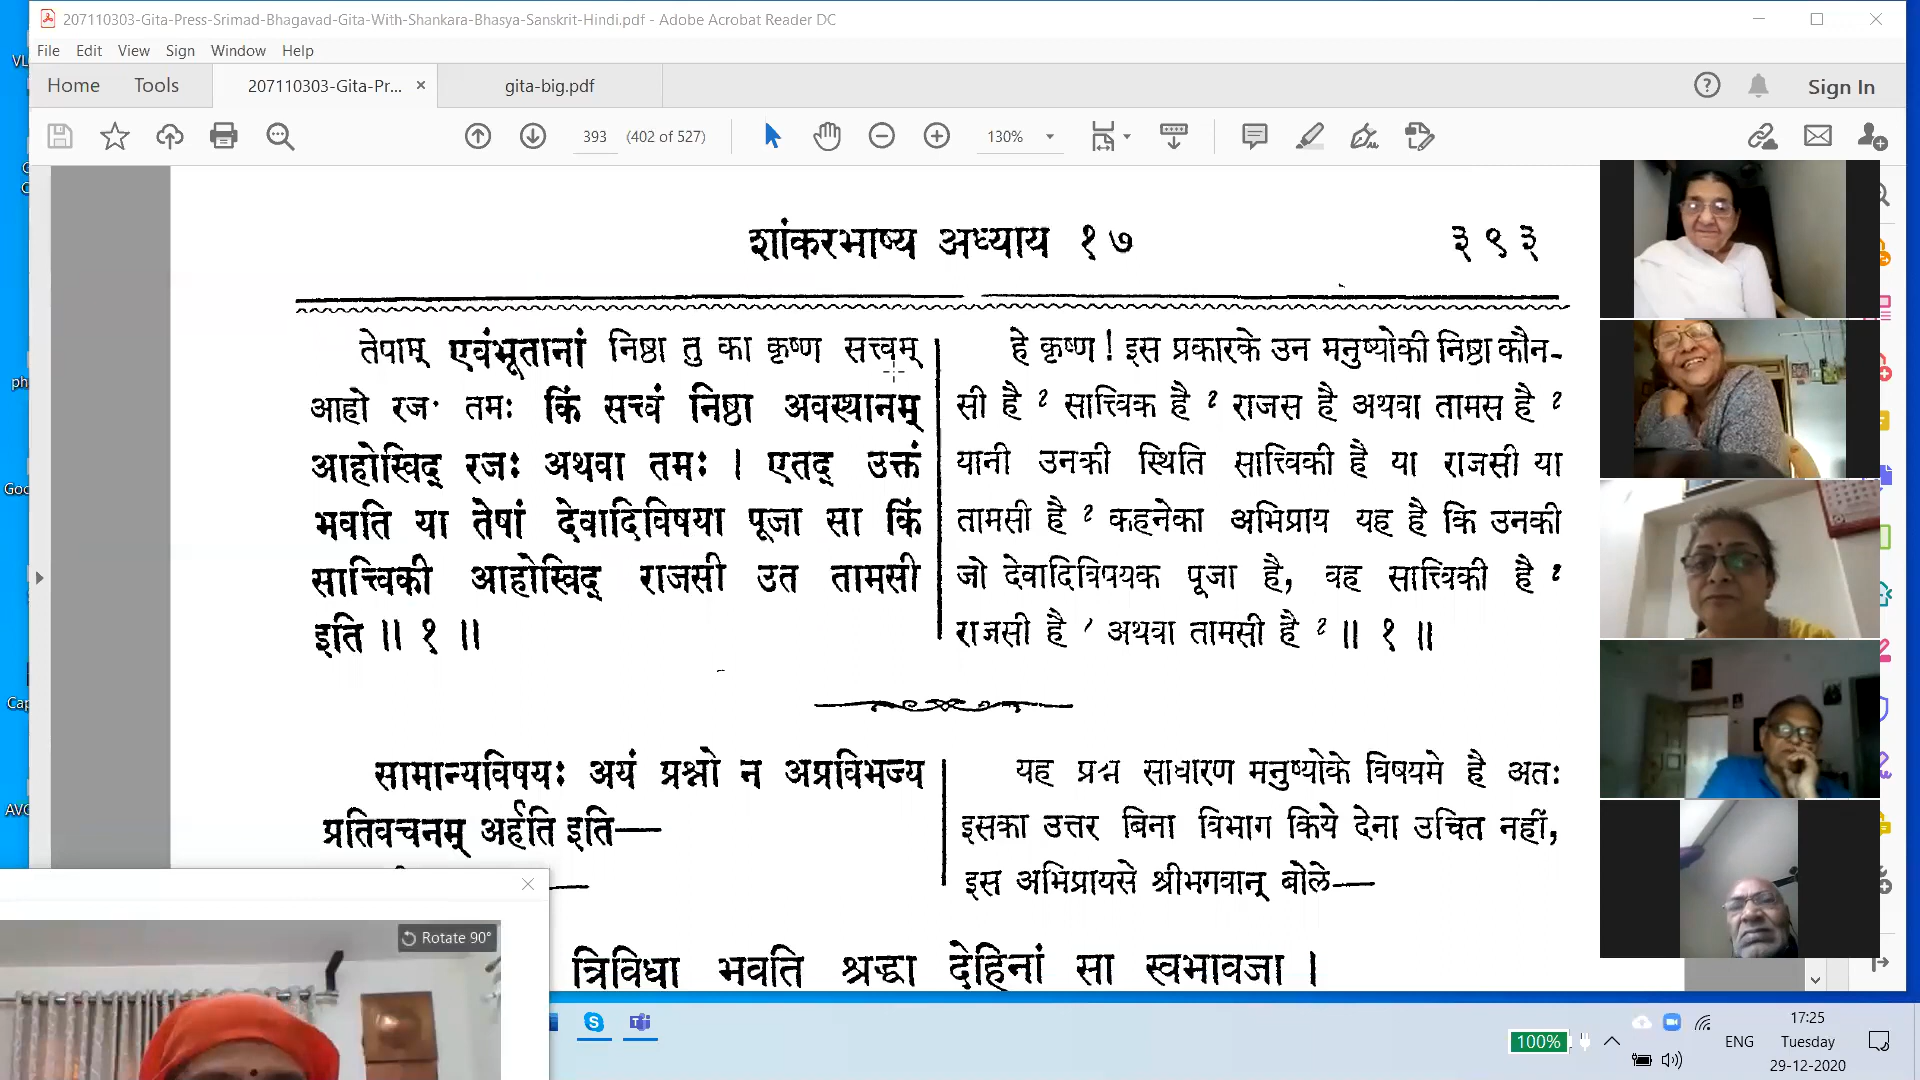 207110303-Gita-Press-Srimad-Bhagavad-Gita-With-Shankara-Bhasya-Sanskrit-Hindi.pdf - Adobe Acrobat Reader DC
File Edit View Sign Window Help
Home Tools 207110303-Gita-Pr... × gita-big.pdf Sign In
393 (402 of 527) 130%
शांकरभाष्य अध्याय १७ ३९३
तेषाम् एवंभूतानां निष्ठा तु का कृष्ण सत्त्वम्
आहो रजः तमः किं सत्त्वं निष्ठा अवस्थानम्
आहोस्विद् रजः अथवा तमः । एतद् उक्तं
भवति या तेषां देवादिविषया पूजा सा किं
सात्त्विकी आहोस्विद् राजसी उत तामसी
इति ॥ १ ॥
हे कृष्ण ! इस प्रकारके उन मनुष्योकी निष्ठा कौन-
सी है ? सात्त्विक है ? राजस है अथवा तामस है ?
यानी उनकी स्थिति सात्त्विकी है या राजसी या
तामसी है ? कहनेका अभिप्राय यह है कि उनकी
जो देवादिविषयक पूजा है, वह सात्त्विकी है ?
राजसी है ? अथवा तामसी है ? ॥ १ ॥
सामान्यविषयः अयं प्रश्नो न अप्रविभज्य
प्रतिवचनम् अर्हति इति—
यह प्रश्न साधारण मनुष्योके विषयमे है अतः
इसका उत्तर बिना विभाग किये देना उचित नहीं,
इस अभिप्रायसे श्रीभगवान् बोले—
त्रिविधा भवति श्रद्धा देहिनां सा स्वभावजा ।
Rotate 90°
VL
C
ph
Goo
Cap
AVC
100%
ENG
17:25
Tuesday
29-12-2020